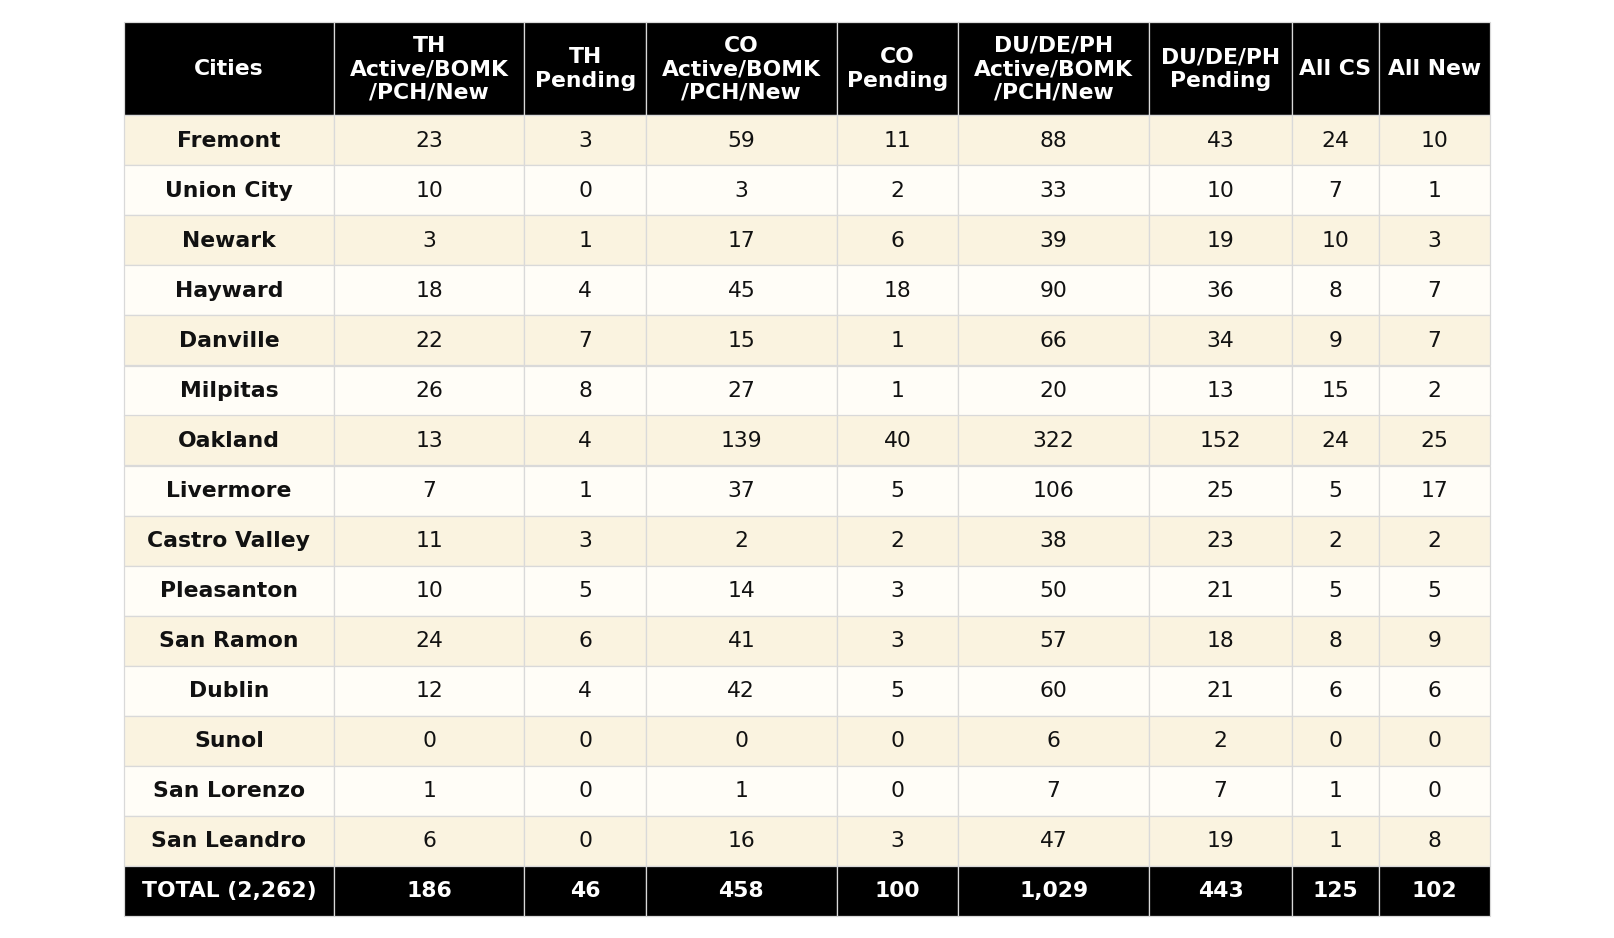 Cities TH Active/BOMK /PCH/New TH Pending CO Active/BOMK /PCH/New CO Pending DU/DE/PH Active/BOMK /PCH/New DU/DE/PH Pending All CS All New
Fremont 23 3 59 11 88 43 24 10
Union City 10 0 3 2 33 10 7 1
Newark 3 1 17 6 39 19 10 3
Hayward 18 4 45 18 90 36 8 7
Danville 22 7 15 1 66 34 9 7
Milpitas 26 8 27 1 20 13 15 2
Oakland 13 4 139 40 322 152 24 25
Livermore 7 1 37 5 106 25 5 17
Castro Valley 11 3 2 2 38 23 2 2
Pleasanton 10 5 14 3 50 21 5 5
San Ramon 24 6 41 3 57 18 8 9
Dublin 12 4 42 5 60 21 6 6
Sunol 0 0 0 0 6 2 0 0
San Lorenzo 1 0 1 0 7 7 1 0
San Leandro 6 0 16 3 47 19 1 8
TOTAL (2,262) 186 46 458 100 1,029 443 125 102